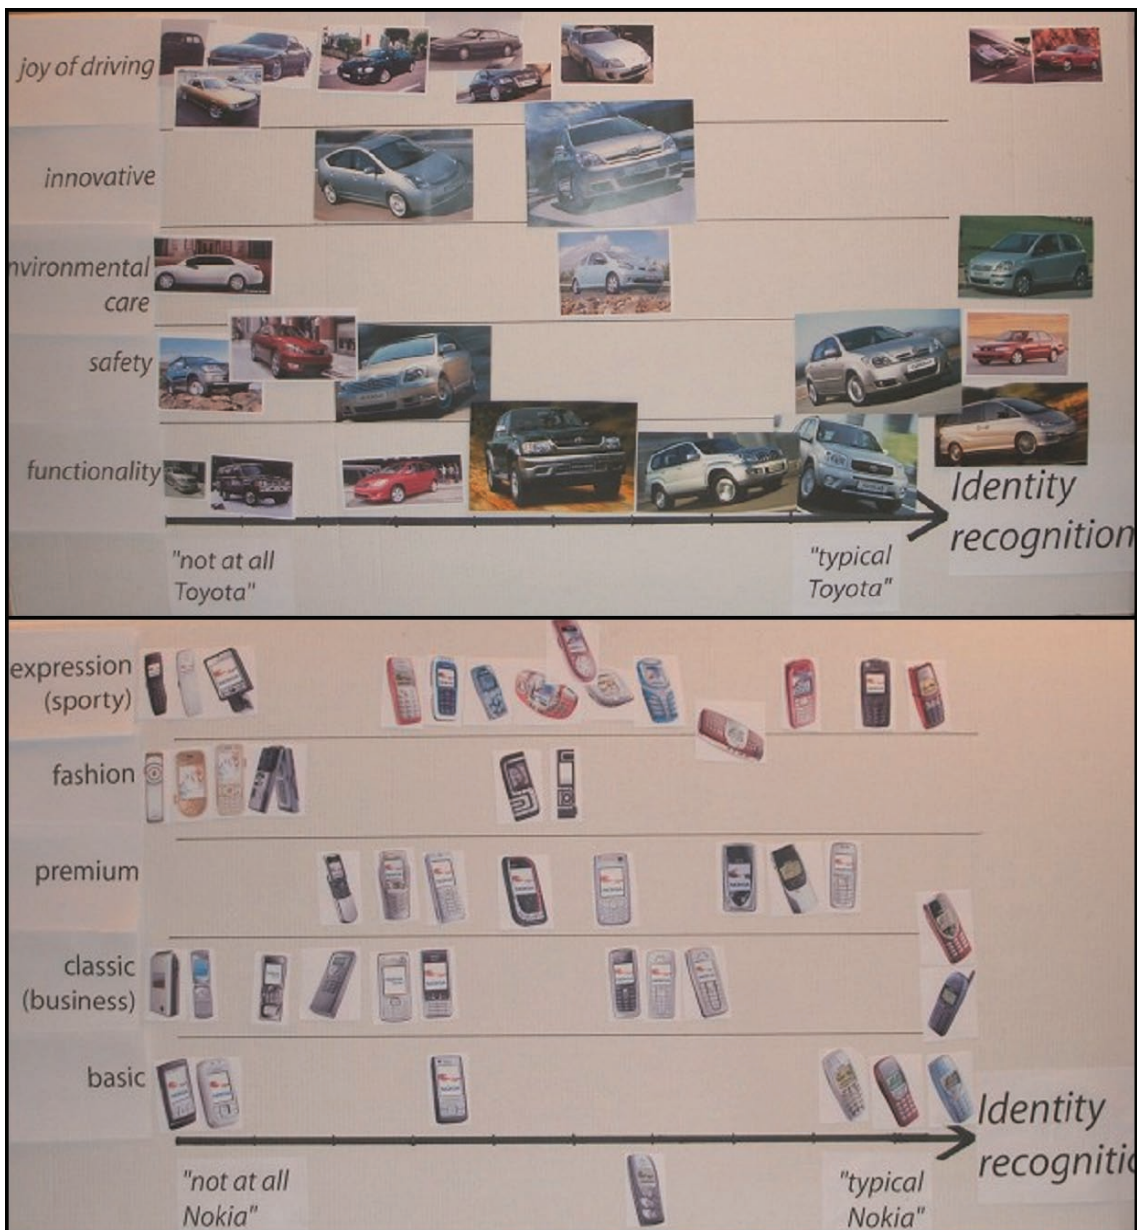 joy of driving
innovative
nvironmental
care
safety
functionality
Identity
recognition
"not at all
Toyota"
"typical
Toyota"
expression
(sporty)
fashion
premium
classic
(business)
basic
Identity
recognitio
"not at all
Nokia"
"typical
Nokia"